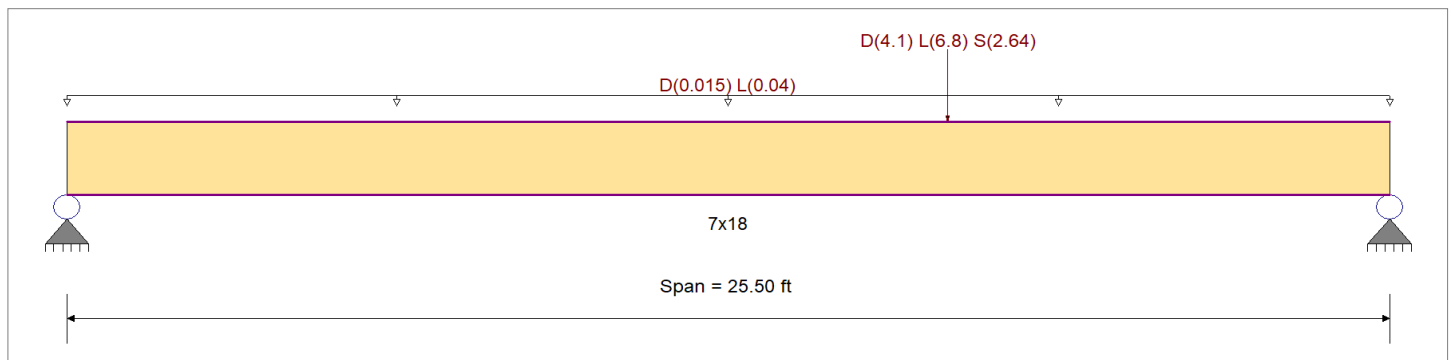 D(4.1) L(6.8) S(2.64)
D(0.015) L(0.04)
7x18
Span = 25.50 ft